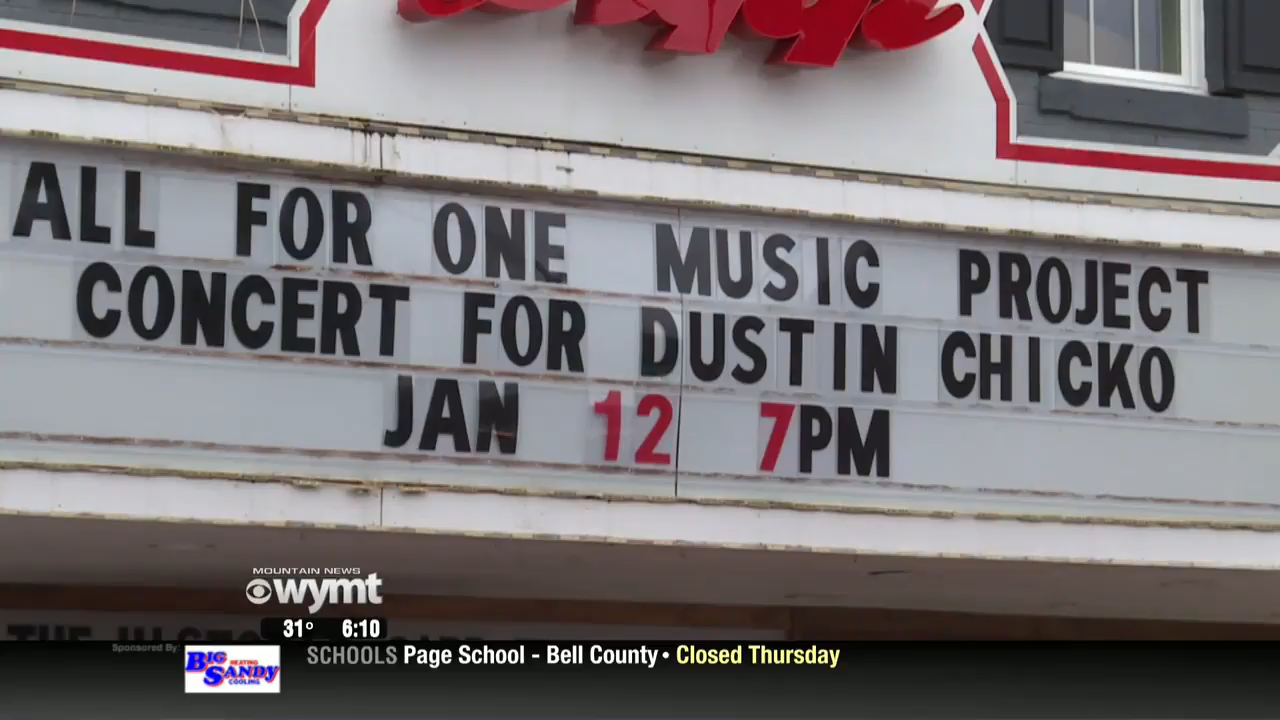 ALL FOR ONE MUSIC PROJECT
CONCERT FOR DUSTIN CHICKO
JAN 12 7PM
MOUNTAIN NEWS
wymt
31° 6:10
Sponsored By:
BIG SANDY
HEATING
COOLING
SCHOOLS Page School - Bell County • Closed Thursday